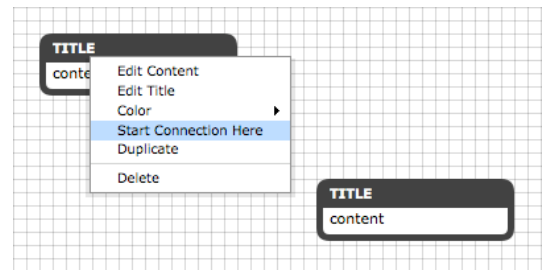 TITLE
conte
Edit Content
Edit Title
Color
Start Connection Here
Duplicate
Delete
TITLE
content